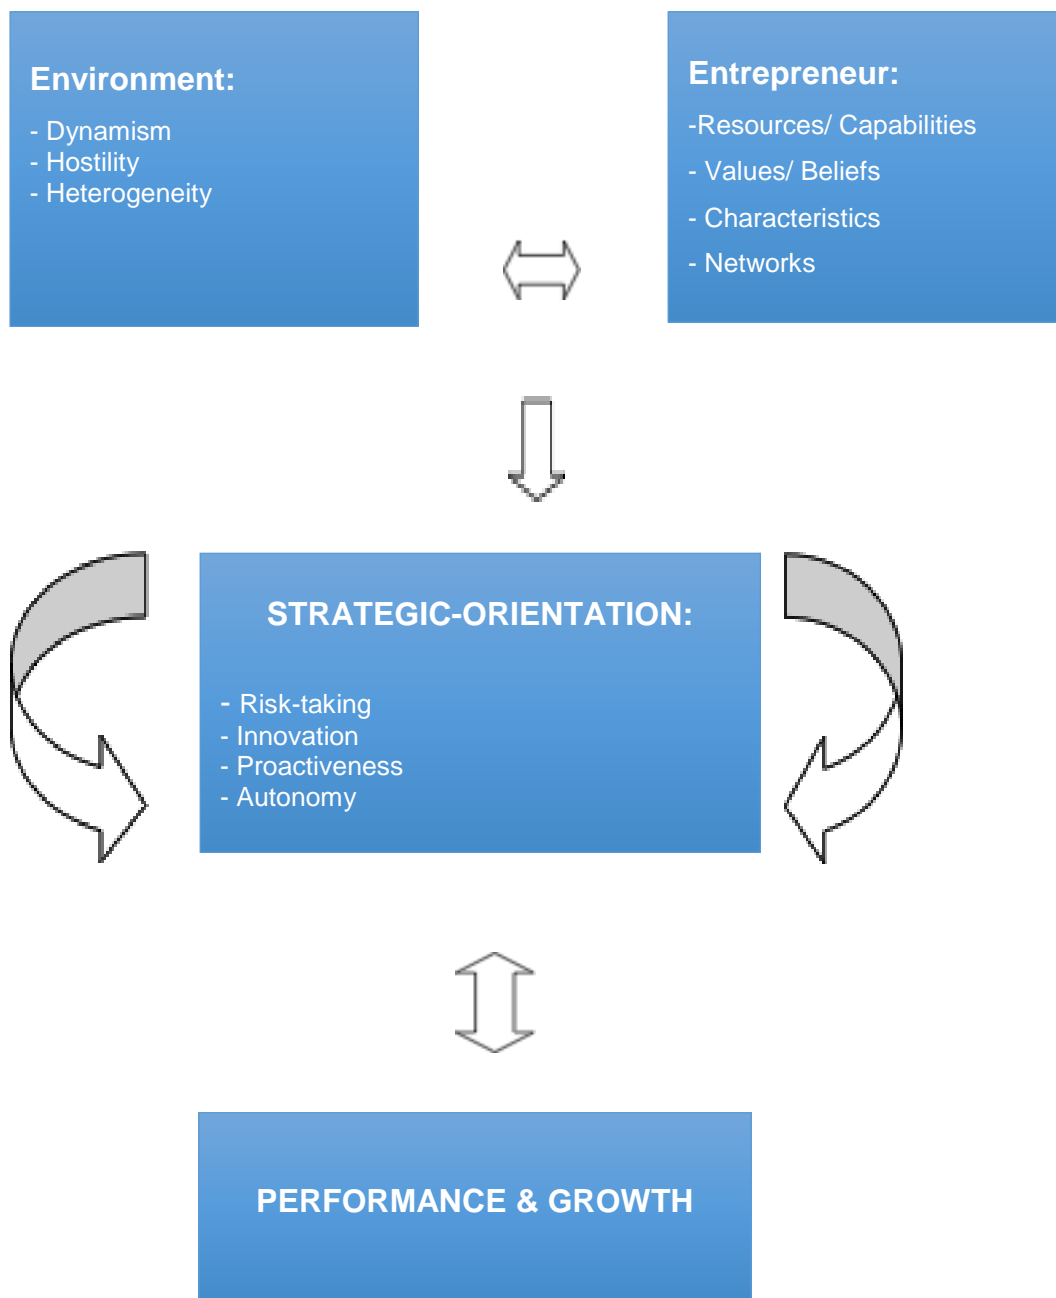 Environment:
- Dynamism
- Hostility
- Heterogeneity
Entrepreneur:
-Resources/ Capabilities
- Values/ Beliefs
- Characteristics
- Networks
STRATEGIC-ORIENTATION:
- Risk-taking
- Innovation
- Proactiveness
- Autonomy
PERFORMANCE & GROWTH